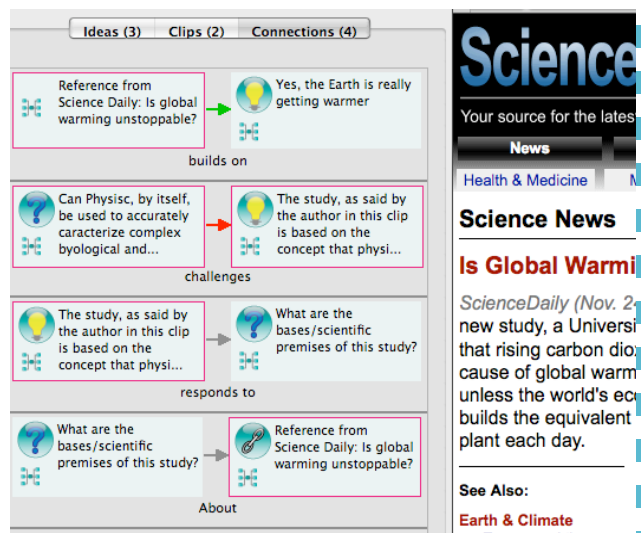 Ideas (3) Clips (2) Connections (4)
Reference from
Science Daily: Is global
warming unstoppable?
Yes, the Earth is really
getting warmer
builds on
Can Physisc, by itself,
be used to accurately
caracterize complex
byological and...
The study, as said by
the author in this clip
is based on the
concept that physi...
challenges
The study, as said by
the author in this clip
is based on the
concept that physi...
What are the
bases/scientific
premises of this study?
responds to
What are the
bases/scientific
premises of this study?
Reference from
Science Daily: Is global
warming unstoppable?
About
Science
Your source for the lates
News
Health & Medicine
Science News
Is Global Warmi
ScienceDaily (Nov. 2
new study, a Universi
that rising carbon dio
cause of global warm
unless the world's eco
builds the equivalent
plant each day.
See Also:
Earth & Climate